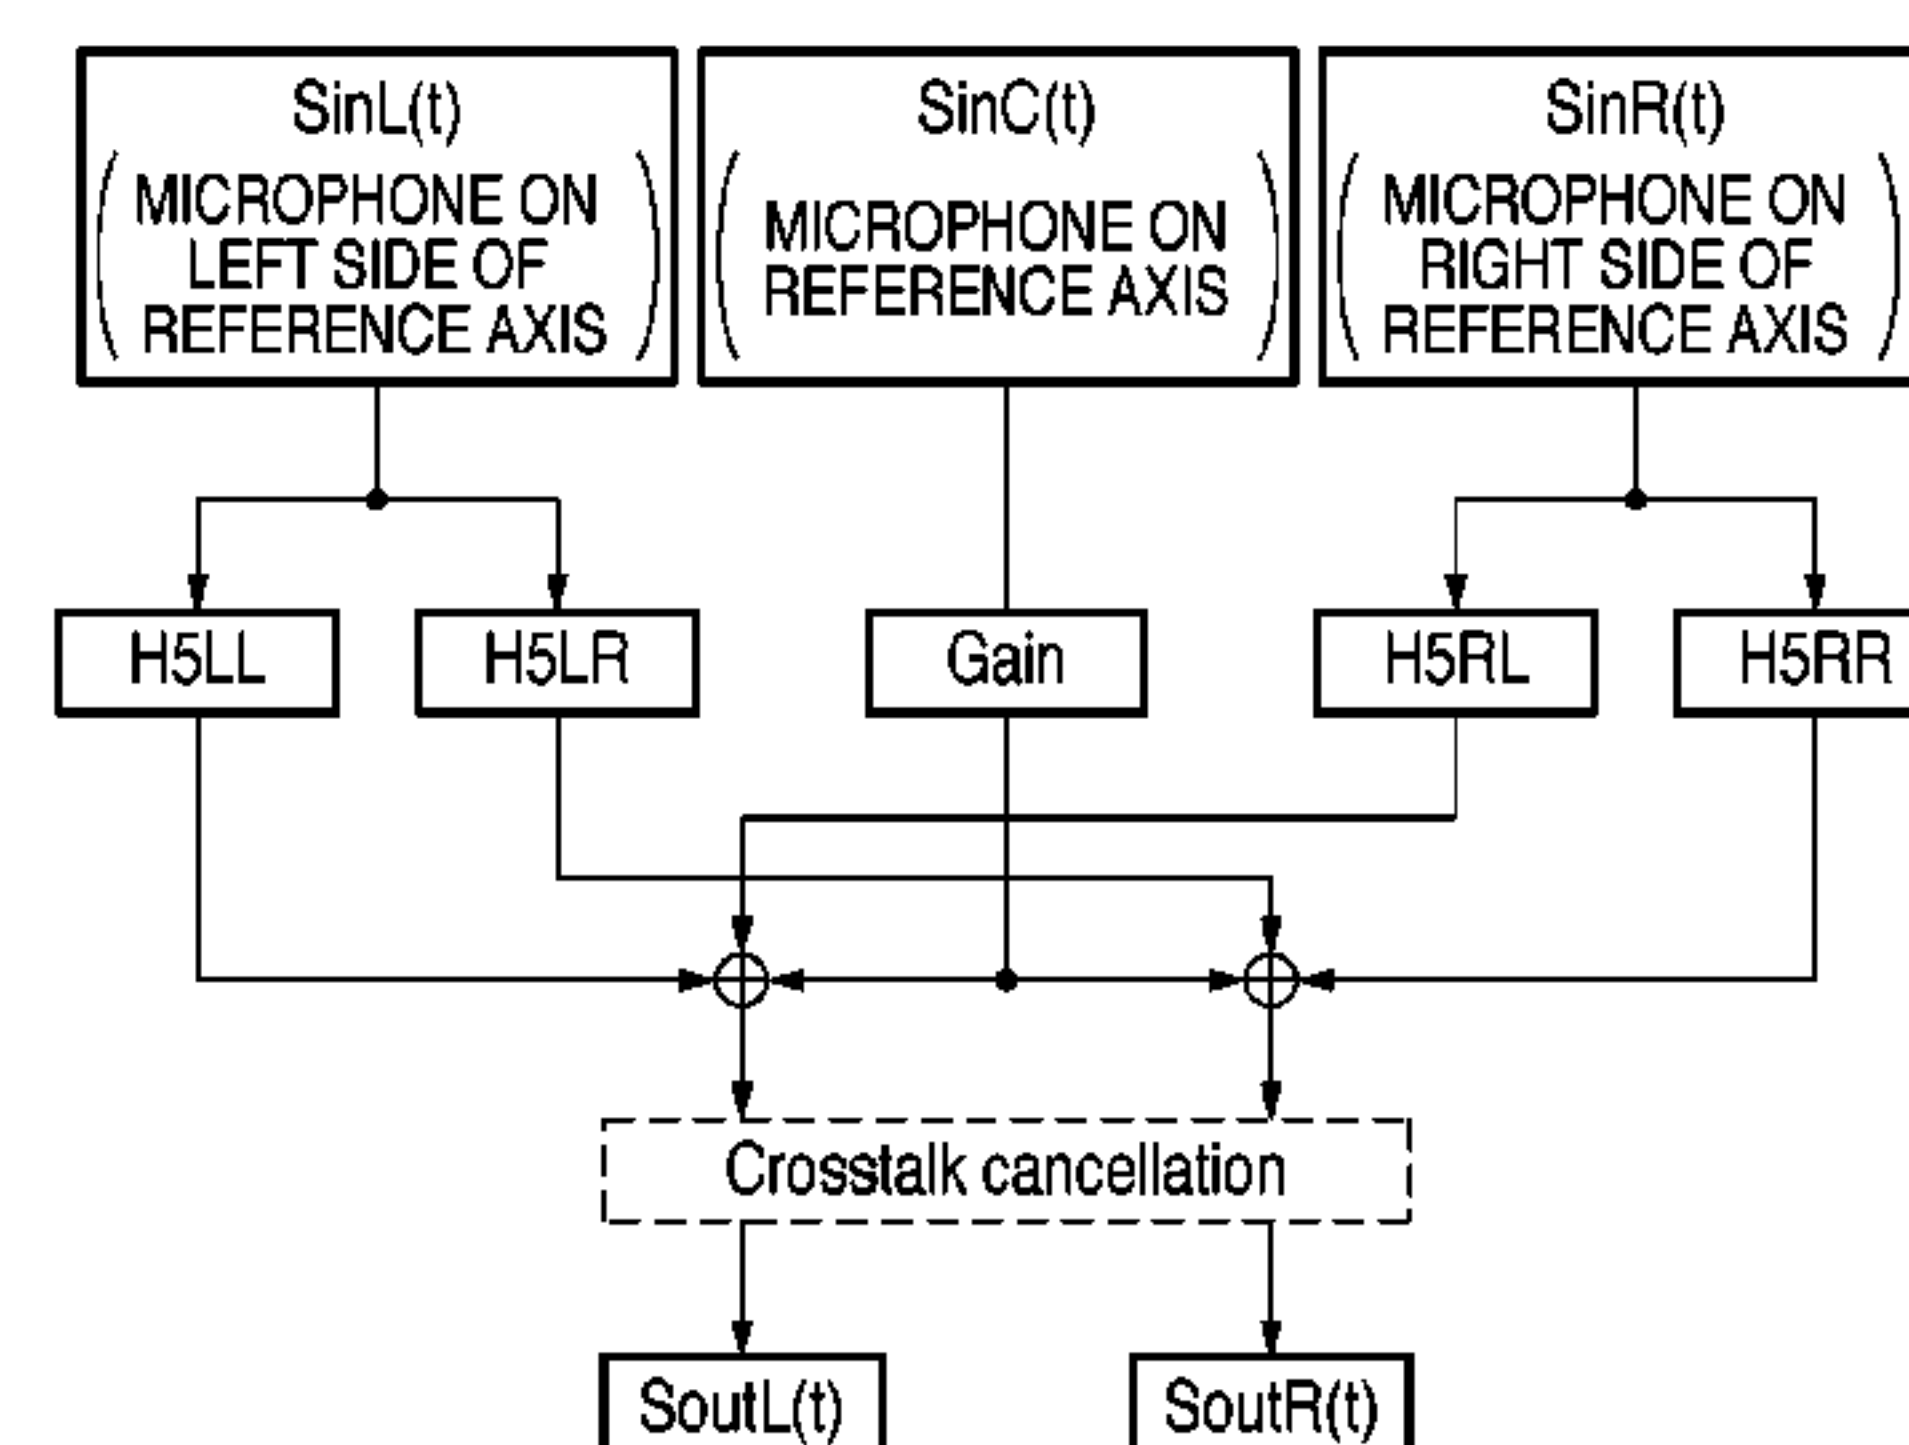 SinL(t)
MICROPHONE ON
LEFT SIDE OF
REFERENCE AXIS
SinC(t)
MICROPHONE ON
REFERENCE AXIS
SinR(t)
MICROPHONE ON
RIGHT SIDE OF
REFERENCE AXIS
H5LL
H5LR
Gain
H5RL
H5RR
Crosstalk cancellation
SoutL(t)
SoutR(t)